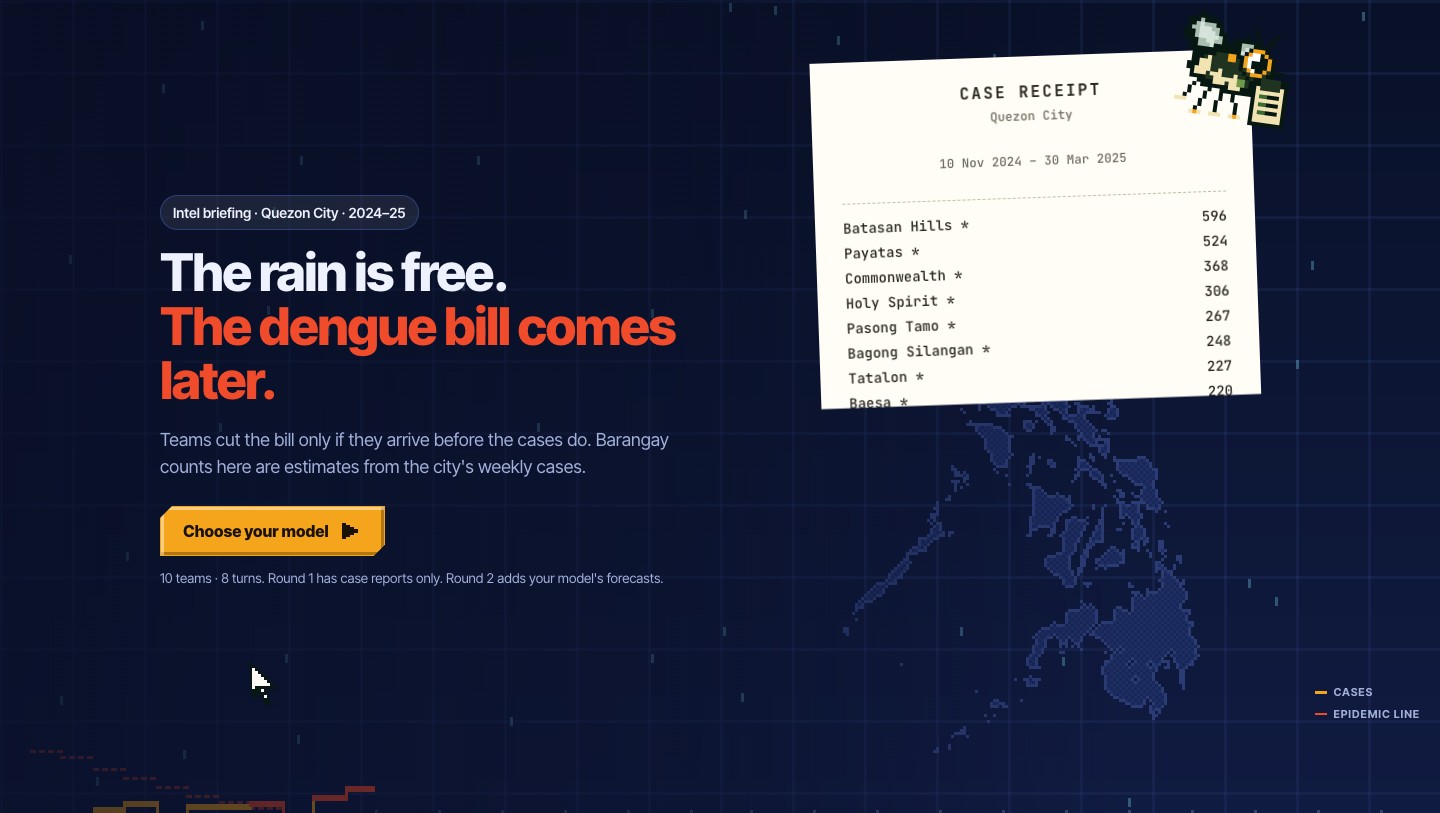 Intel briefing · Quezon City · 2024–25
The rain is free.
The dengue bill comes
later.
Teams cut the bill only if they arrive before the cases do. Barangay
counts here are estimates from the city's weekly cases.
Choose your model
10 teams · 8 turns. Round 1 has case reports only. Round 2 adds your model's forecasts.
CASE RECEIPT
Quezon City
10 Nov 2024 – 30 Mar 2025
Batasan Hills * 596
Payatas * 524
Commonwealth * 368
Holy Spirit * 306
Pasong Tamo * 267
Bagong Silangan * 248
Tatalon * 227
Baesa * 220
CASES
EPIDEMIC LINE